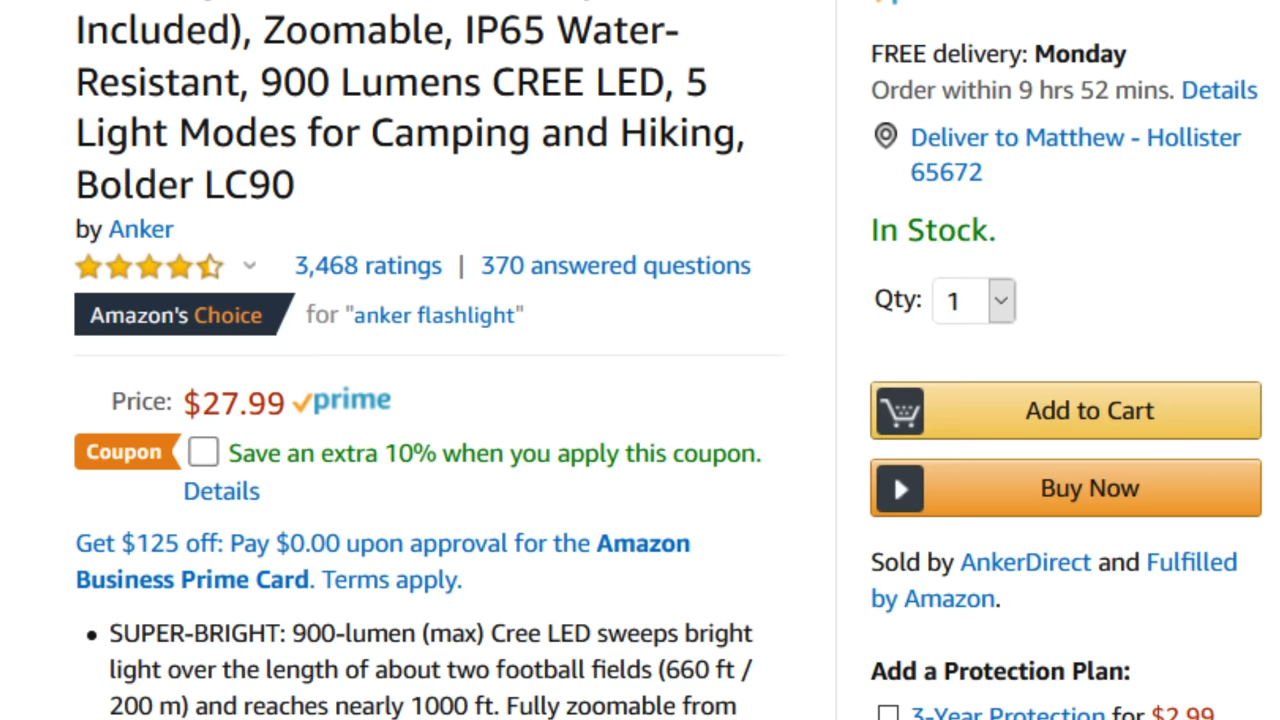 Included), Zoomable, IP65 Water-
Resistant, 900 Lumens CREE LED, 5
Light Modes for Camping and Hiking,
Bolder LC90
by Anker
3,468 ratings | 370 answered questions
Amazon's Choice for "anker flashlight"
Price: $27.99 prime
Coupon Save an extra 10% when you apply this coupon.
Details
Get $125 off: Pay $0.00 upon approval for the Amazon
Business Prime Card. Terms apply.
• SUPER-BRIGHT: 900-lumen (max) Cree LED sweeps bright
light over the length of about two football fields (660 ft /
200 m) and reaches nearly 1000 ft. Fully zoomable from
FREE delivery: Monday
Order within 9 hrs 52 mins. Details
Deliver to Matthew - Hollister
65672
In Stock.
Qty: 1
Add to Cart
Buy Now
Sold by AnkerDirect and Fulfilled
by Amazon.
Add a Protection Plan:
3-Year Protection for $2.99